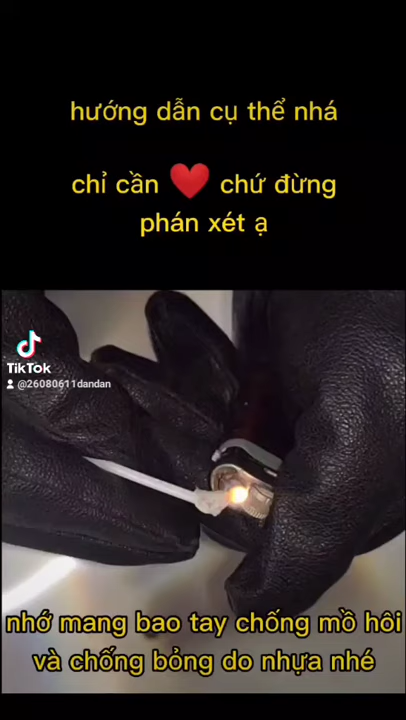 hướng dẫn cụ thể nhá
chỉ cần ❤️ chứ đừng
phán xét ạ
TikTok
@26080611dandan
nhớ mang bao tay chống mồ hôi
và chống bỏng do nhựa nhé